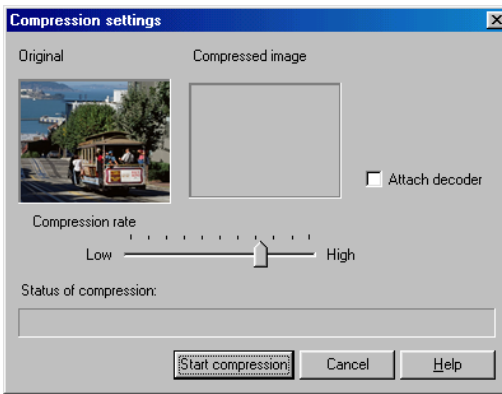 Compression settings
Original
Compressed image
Attach decoder
Compression rate
Low
High
Status of compression:
Start compression
Cancel
Help